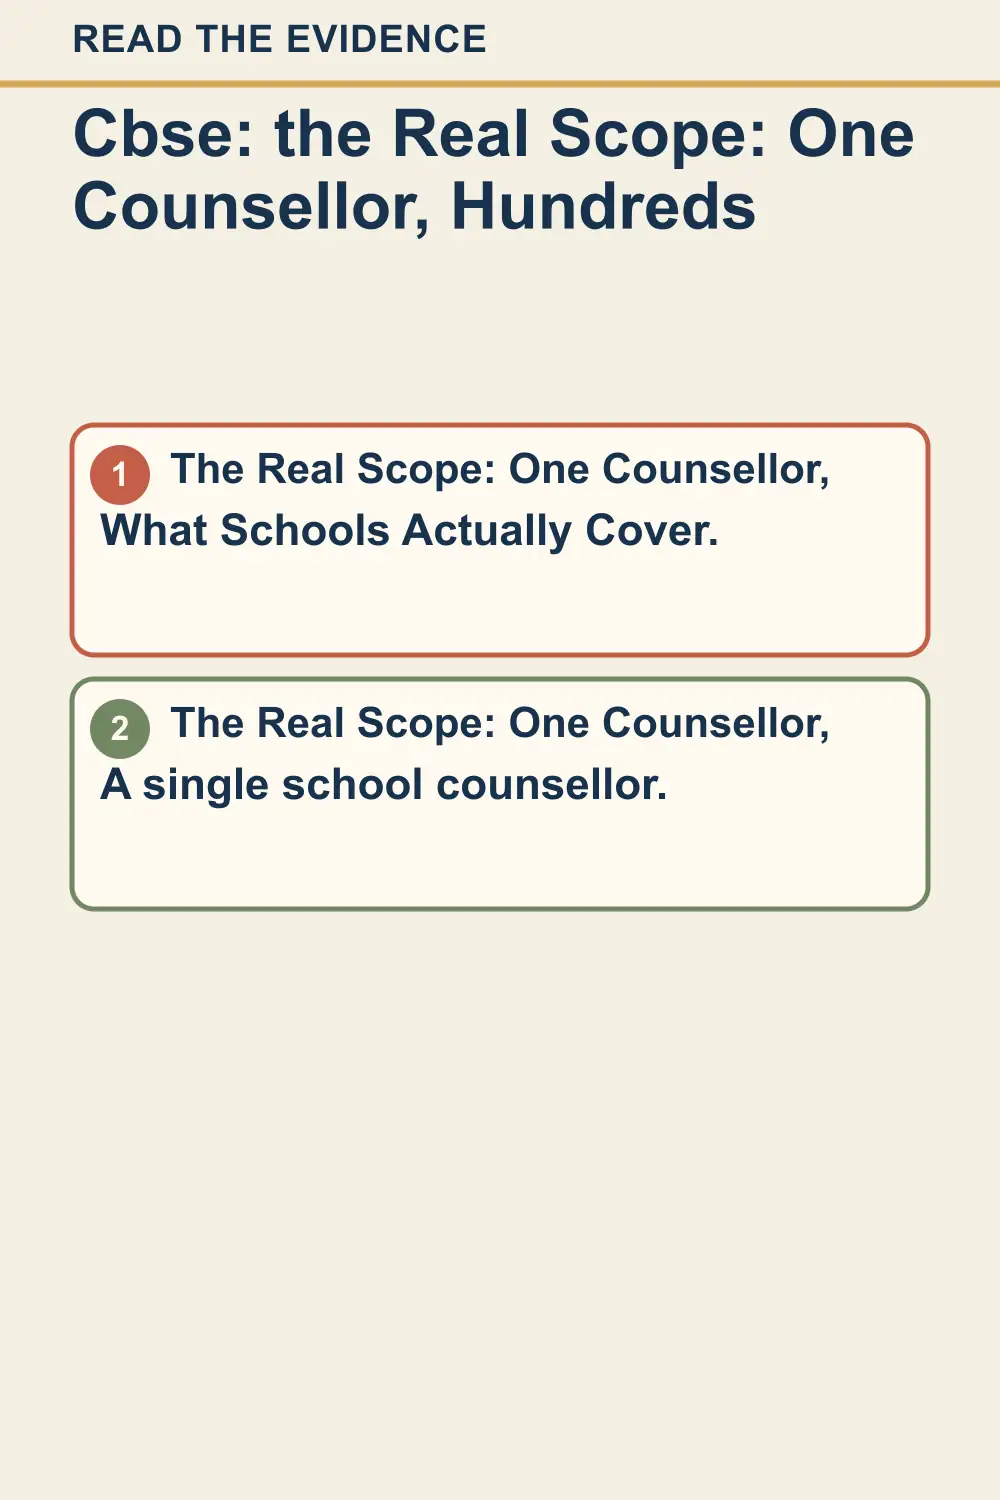 READ THE EVIDENCE
Cbse: the Real Scope: One
Counsellor, Hundreds
1 The Real Scope: One Counsellor,
What Schools Actually Cover.
2 The Real Scope: One Counsellor,
A single school counsellor.